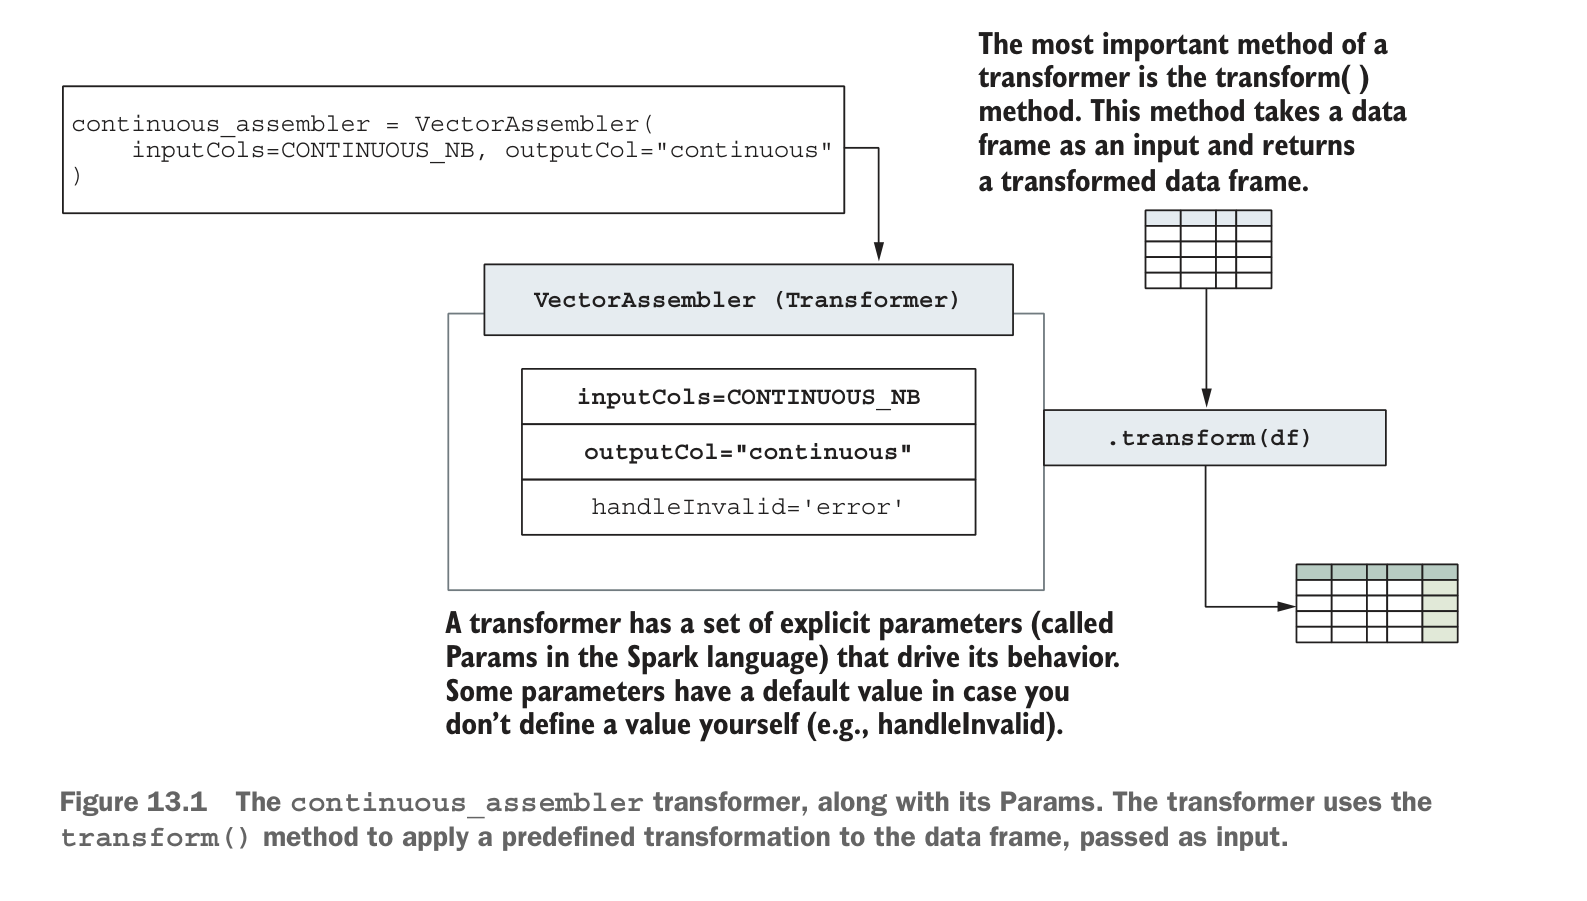 The most important method of a
transformer is the transform( )
method. This method takes a data
frame as an input and returns
a transformed data frame.
continuous_assembler = VectorAssembler(
    inputCols=CONTINUOUS_NB, outputCol="continuous"
)
VectorAssembler (Transformer)
inputCols=CONTINUOUS_NB
outputCol="continuous"
handleInvalid='error'
.transform(df)
A transformer has a set of explicit parameters (called
Params in the Spark language) that drive its behavior.
Some parameters have a default value in case you
don’t define a value yourself (e.g., handleInvalid).
Figure 13.1 The continuous_assembler transformer, along with its Params. The transformer uses the
transform() method to apply a predefined transformation to the data frame, passed as input.